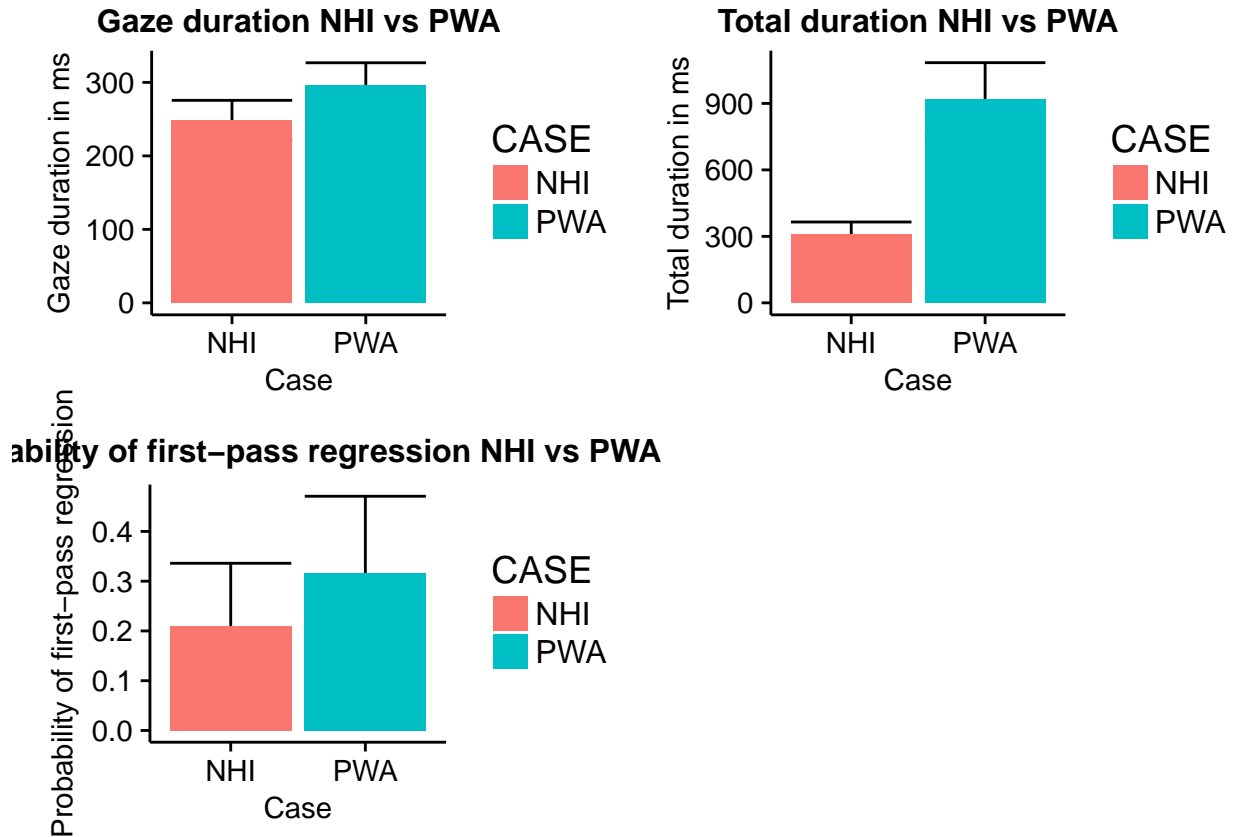 Gaze duration NHI vs PWA
Gaze duration in ms
300
200
100
0
NHI PWA
Case
CASE
NHI
PWA
Total duration NHI vs PWA
Total duration in ms
900
600
300
0
NHI PWA
Case
CASE
NHI
PWA
ability of first−pass regression NHI vs PWA
Probability of first−pass regression
0.4
0.3
0.2
0.1
0.0
NHI PWA
Case
CASE
NHI
PWA